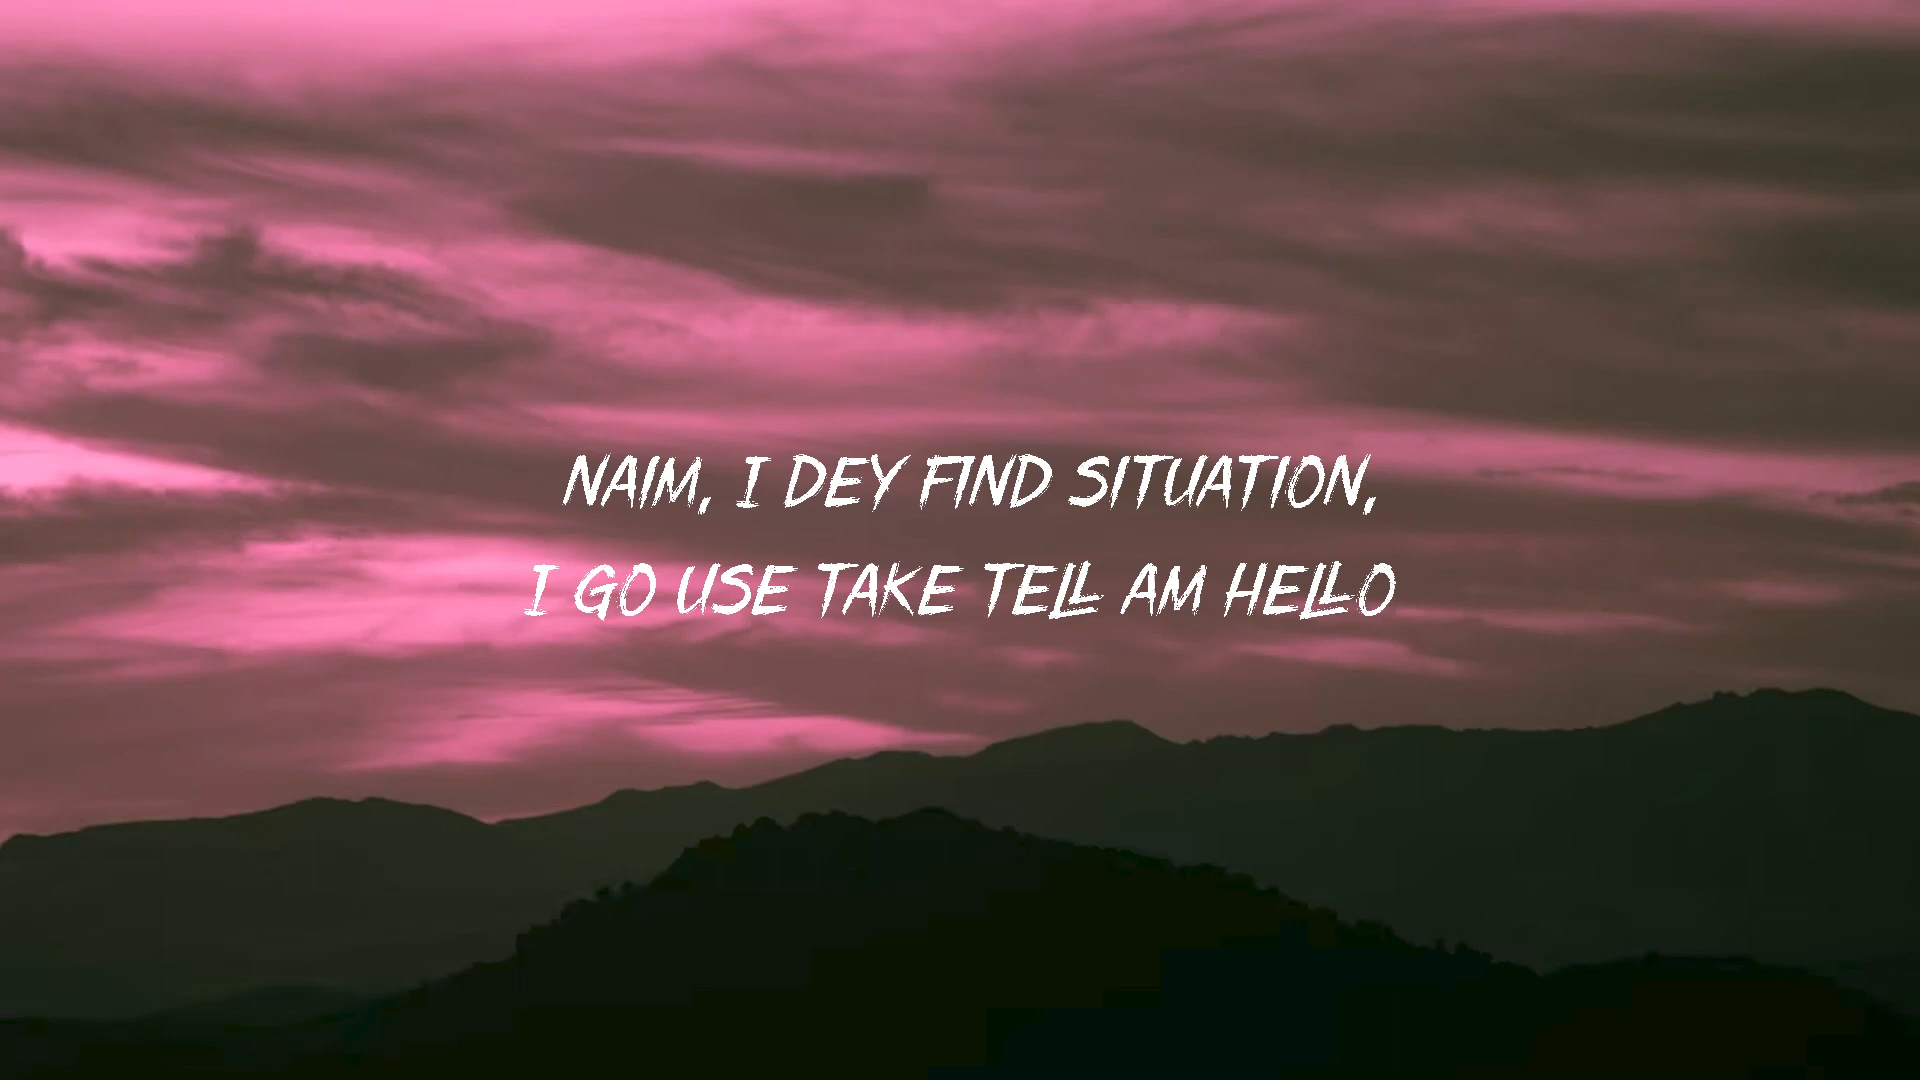 NAIM, I DEY FIND SITUATION,
I GO USE TAKE TELL AM HELLO